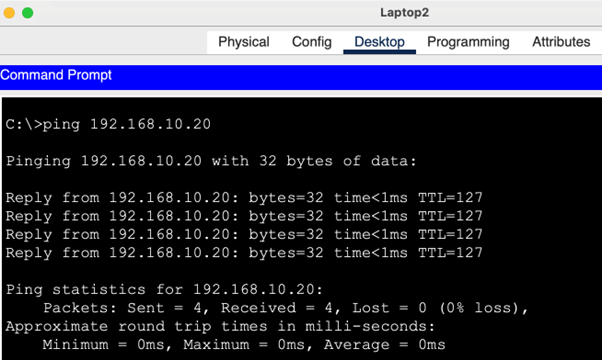 Laptop2
Physical Config Desktop Programming Attributes
Command Prompt
C:\>ping 192.168.10.20
Pinging 192.168.10.20 with 32 bytes of data:
Reply from 192.168.10.20: bytes=32 time<1ms TTL=127
Reply from 192.168.10.20: bytes=32 time<1ms TTL=127
Reply from 192.168.10.20: bytes=32 time<1ms TTL=127
Reply from 192.168.10.20: bytes=32 time<1ms TTL=127
Ping statistics for 192.168.10.20:
    Packets: Sent = 4, Received = 4, Lost = 0 (0% loss),
Approximate round trip times in milli-seconds:
    Minimum = 0ms, Maximum = 0ms, Average = 0ms